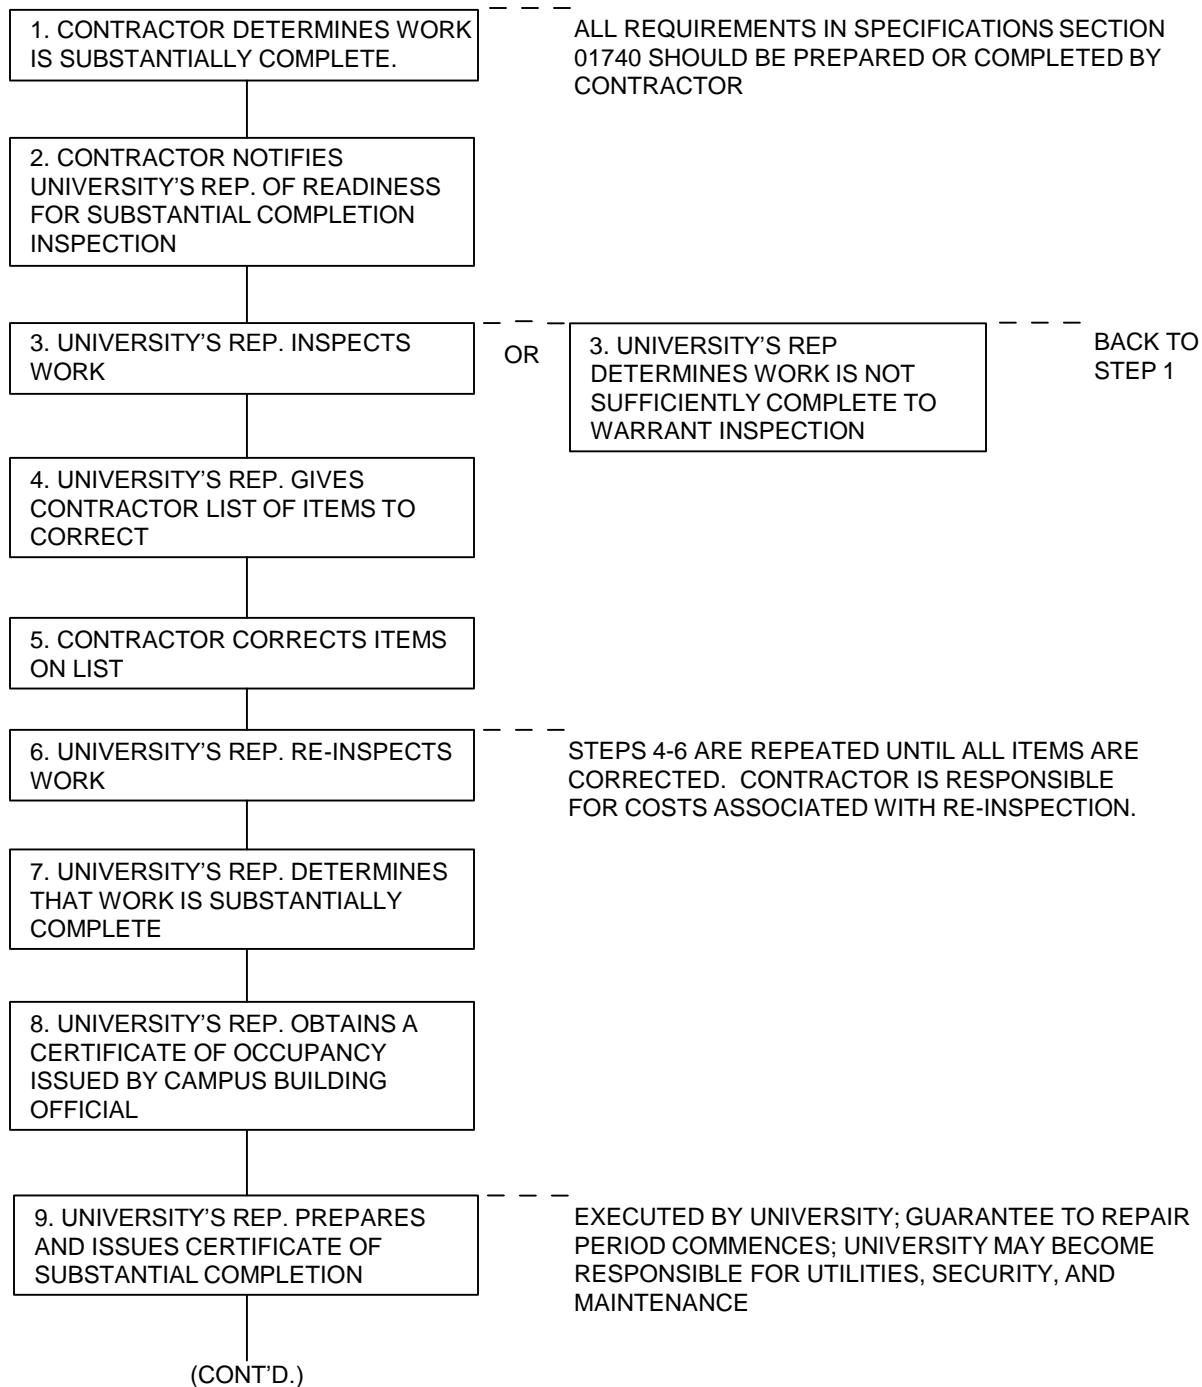 1. CONTRACTOR DETERMINES WORK
IS SUBSTANTIALLY COMPLETE.
ALL REQUIREMENTS IN SPECIFICATIONS SECTION
01740 SHOULD BE PREPARED OR COMPLETED BY
CONTRACTOR
2. CONTRACTOR NOTIFIES
UNIVERSITY’S REP. OF READINESS
FOR SUBSTANTIAL COMPLETION
INSPECTION
3. UNIVERSITY’S REP. INSPECTS
WORK
OR
3. UNIVERSITY’S REP
DETERMINES WORK IS NOT
SUFFICIENTLY COMPLETE TO
WARRANT INSPECTION
BACK TO
STEP 1
4. UNIVERSITY’S REP. GIVES
CONTRACTOR LIST OF ITEMS TO
CORRECT
5. CONTRACTOR CORRECTS ITEMS
ON LIST
6. UNIVERSITY’S REP. RE-INSPECTS
WORK
STEPS 4-6 ARE REPEATED UNTIL ALL ITEMS ARE
CORRECTED. CONTRACTOR IS RESPONSIBLE
FOR COSTS ASSOCIATED WITH RE-INSPECTION.
7. UNIVERSITY’S REP. DETERMINES
THAT WORK IS SUBSTANTIALLY
COMPLETE
8. UNIVERSITY’S REP. OBTAINS A
CERTIFICATE OF OCCUPANCY
ISSUED BY CAMPUS BUILDING
OFFICIAL
9. UNIVERSITY’S REP. PREPARES
AND ISSUES CERTIFICATE OF
SUBSTANTIAL COMPLETION
EXECUTED BY UNIVERSITY; GUARANTEE TO REPAIR
PERIOD COMMENCES; UNIVERSITY MAY BECOME
RESPONSIBLE FOR UTILITIES, SECURITY, AND
MAINTENANCE
(CONT’D.)